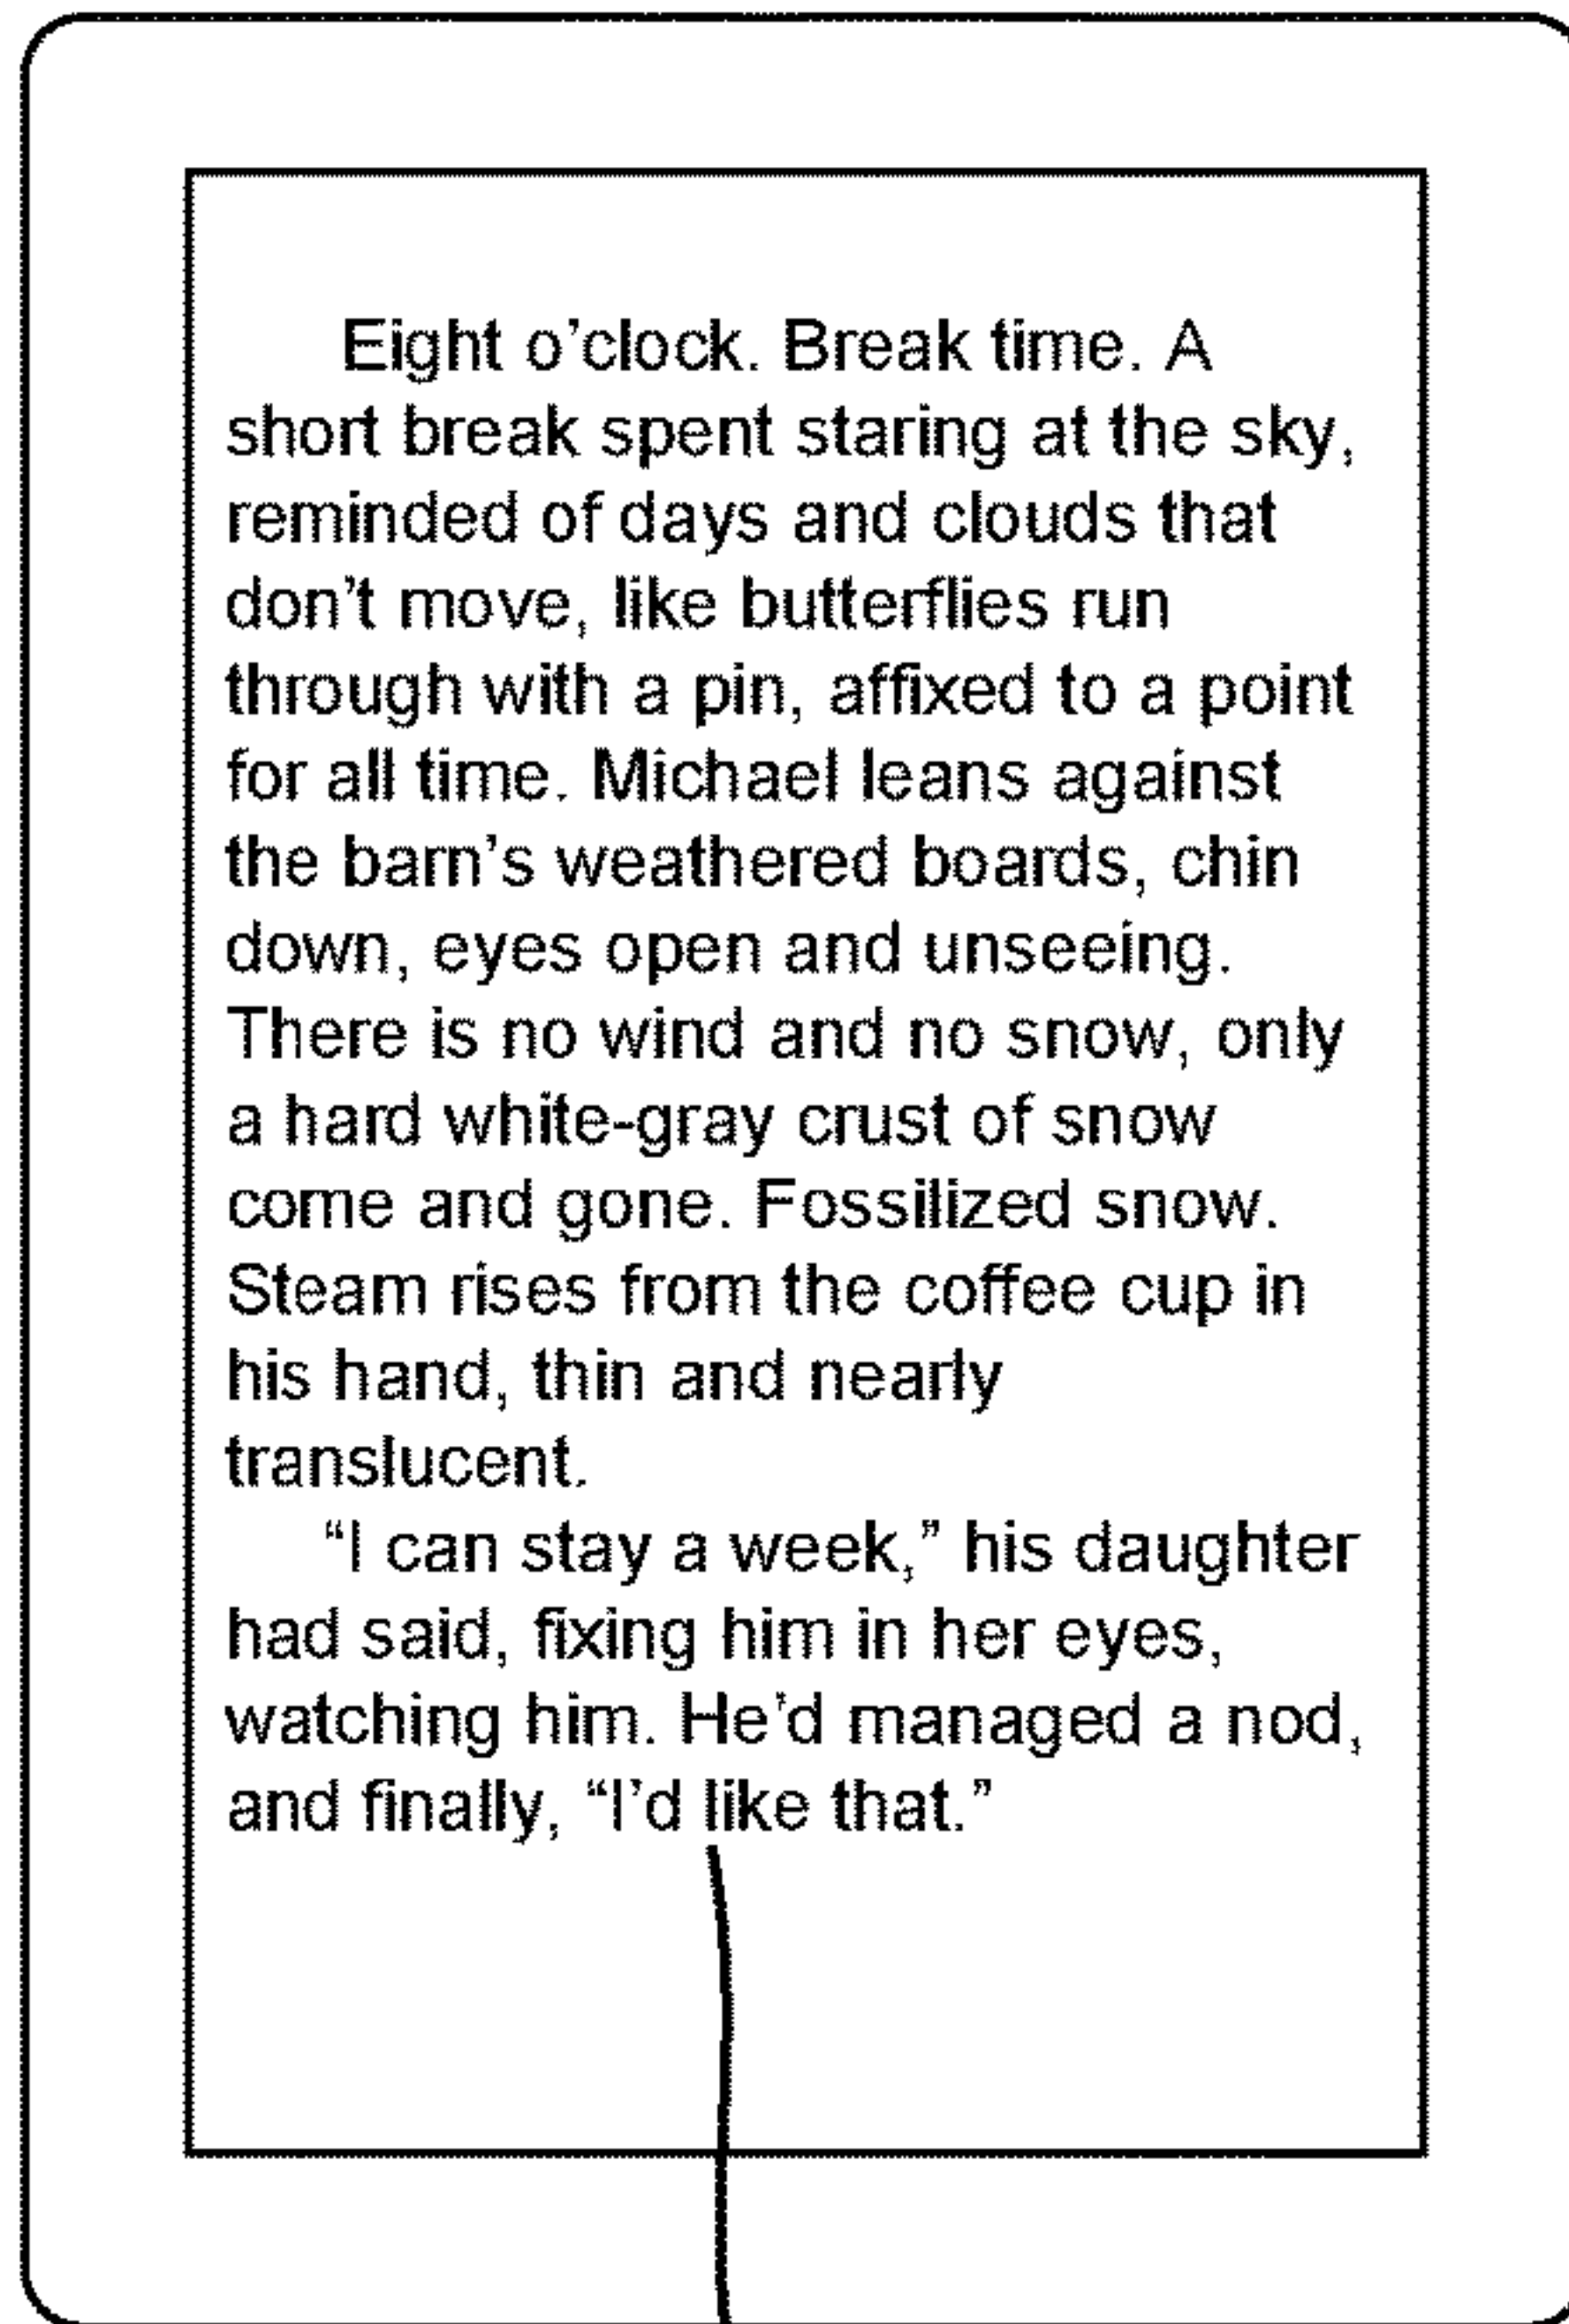 Eight o’clock. Break time. A
short break spent staring at the sky,
reminded of days and clouds that
don’t move, like butterflies run
through with a pin, affixed to a point
for all time. Michael leans against
the barn’s weathered boards, chin
down, eyes open and unseeing.
There is no wind and no snow, only
a hard white-gray crust of snow
come and gone. Fossilized snow.
Steam rises from the coffee cup in
his hand, thin and nearly
translucent.
“I can stay a week,” his daughter
had said, fixing him in her eyes,
watching him. He’d managed a nod,
and finally, “I’d like that.”